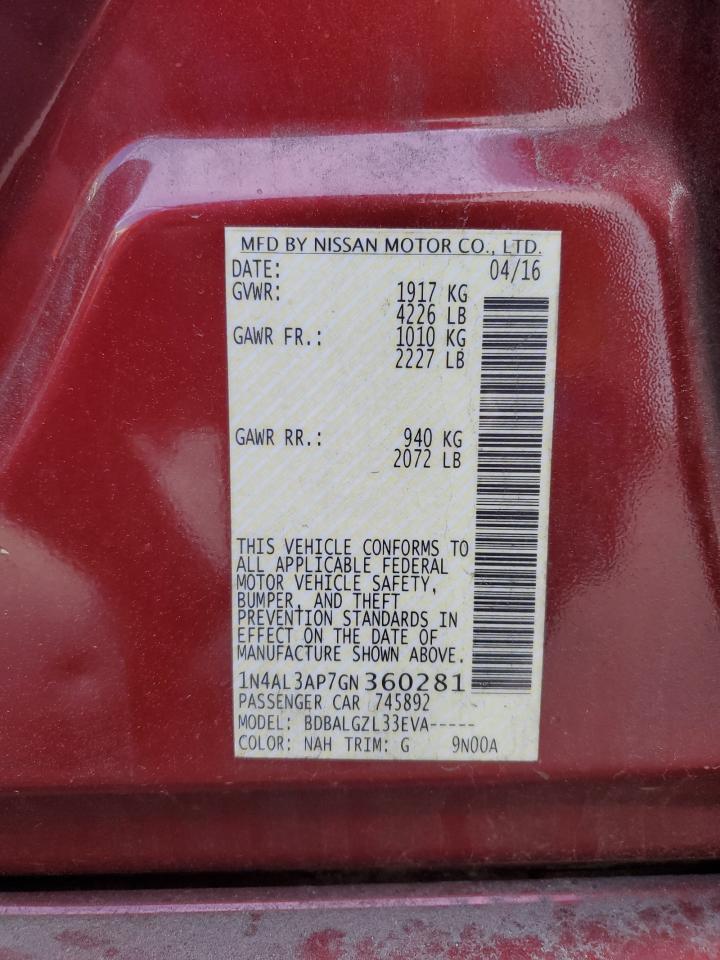 MFD BY NISSAN MOTOR CO., LTD.
DATE: 04/16
GVWR: 1917 KG
4226 LB
GAWR FR.: 1010 KG
2227 LB
GAWR RR.: 940 KG
2072 LB
THIS VEHICLE CONFORMS TO
ALL APPLICABLE FEDERAL
MOTOR VEHICLE SAFETY,
BUMPER, AND THEFT
PREVENTION STANDARDS IN
EFFECT ON THE DATE OF
MANUFACTURE SHOWN ABOVE.
1N4AL3AP7GN360281
PASSENGER CAR 745892
MODEL: BDBALGZL33EVA-----
COLOR: NAH TRIM: G 9N00A